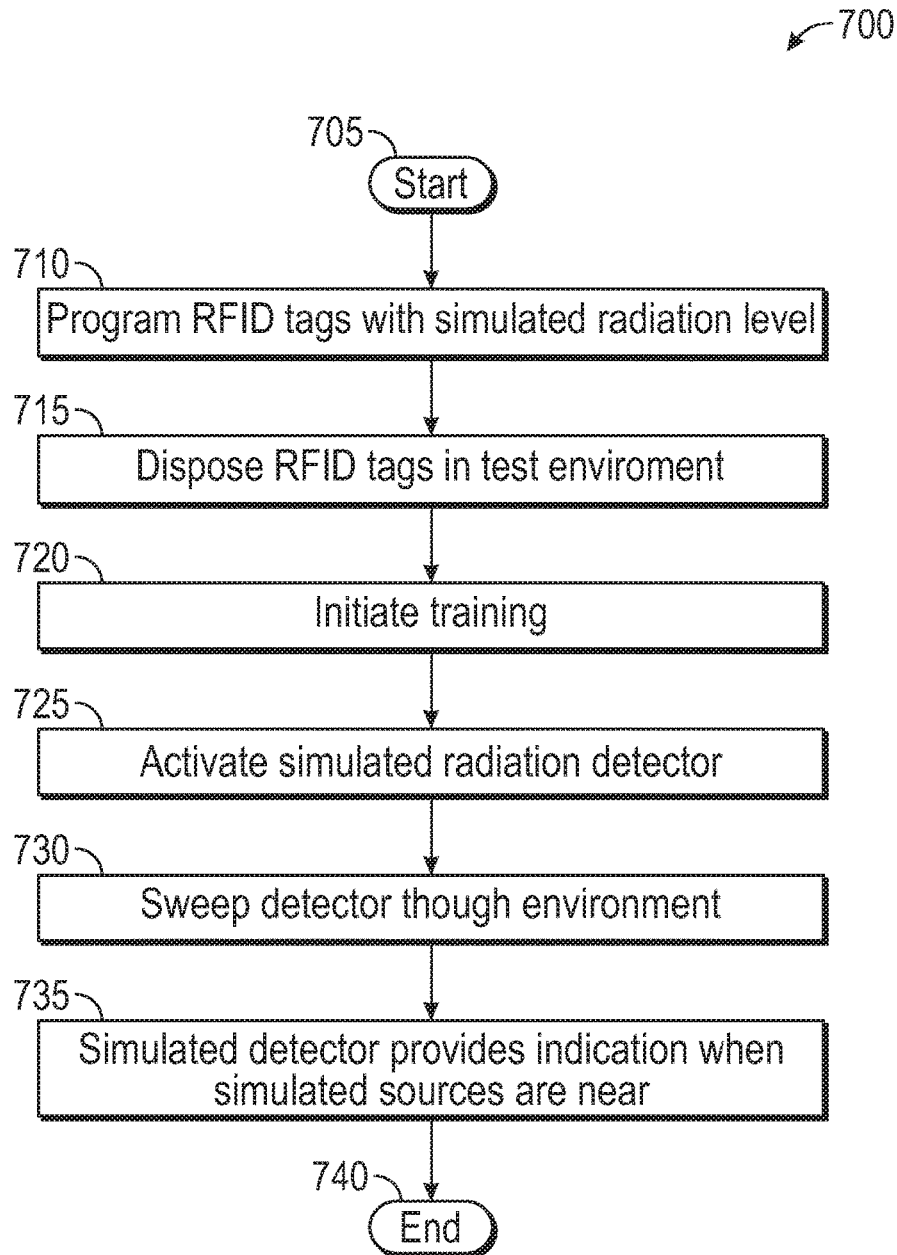 700
705
Start
710
Program RFID tags with simulated radiation level
715
Dispose RFID tags in test enviroment
720
Initiate training
725
Activate simulated radiation detector
730
Sweep detector though environment
735
Simulated detector provides indication when
simulated sources are near
740
End